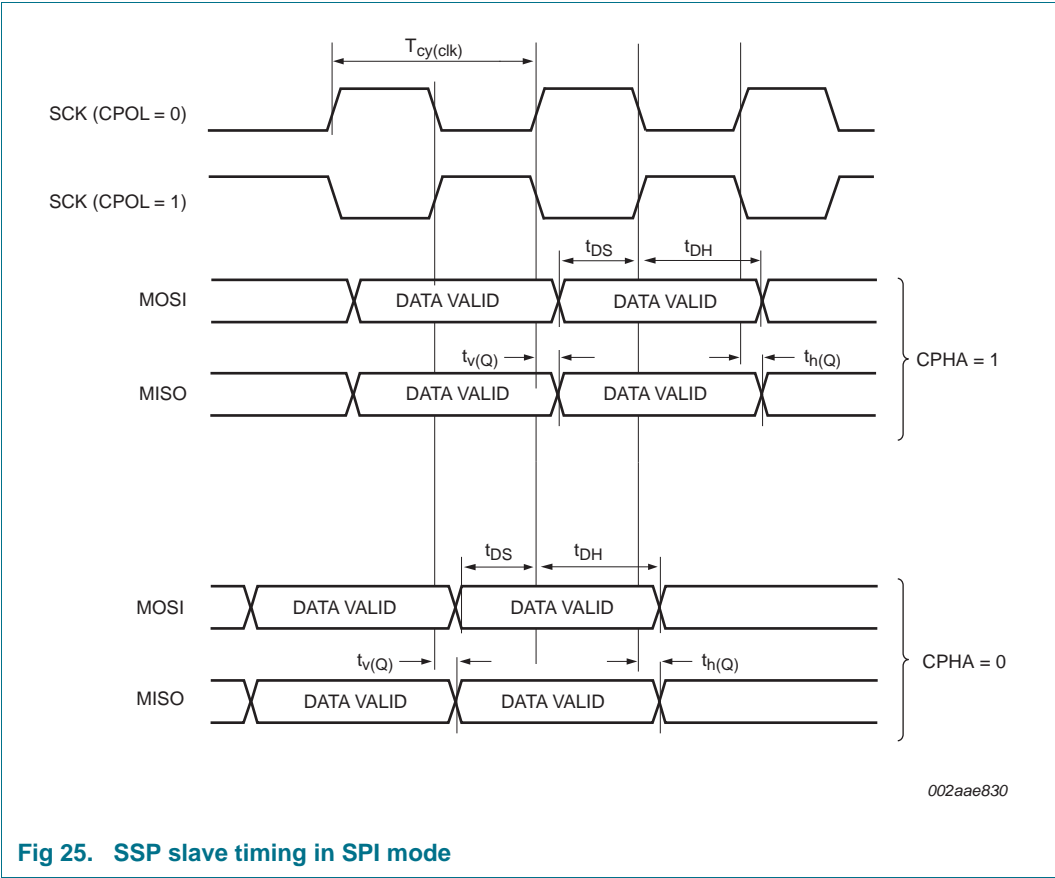 Tcy(clk)
SCK (CPOL = 0)
SCK (CPOL = 1)
tDS tDH
MOSI DATA VALID DATA VALID
tv(Q) th(Q) CPHA = 1
MISO DATA VALID DATA VALID
tDS tDH
MOSI DATA VALID DATA VALID
tv(Q) th(Q) CPHA = 0
MISO DATA VALID DATA VALID
002aae830
Fig 25. SSP slave timing in SPI mode